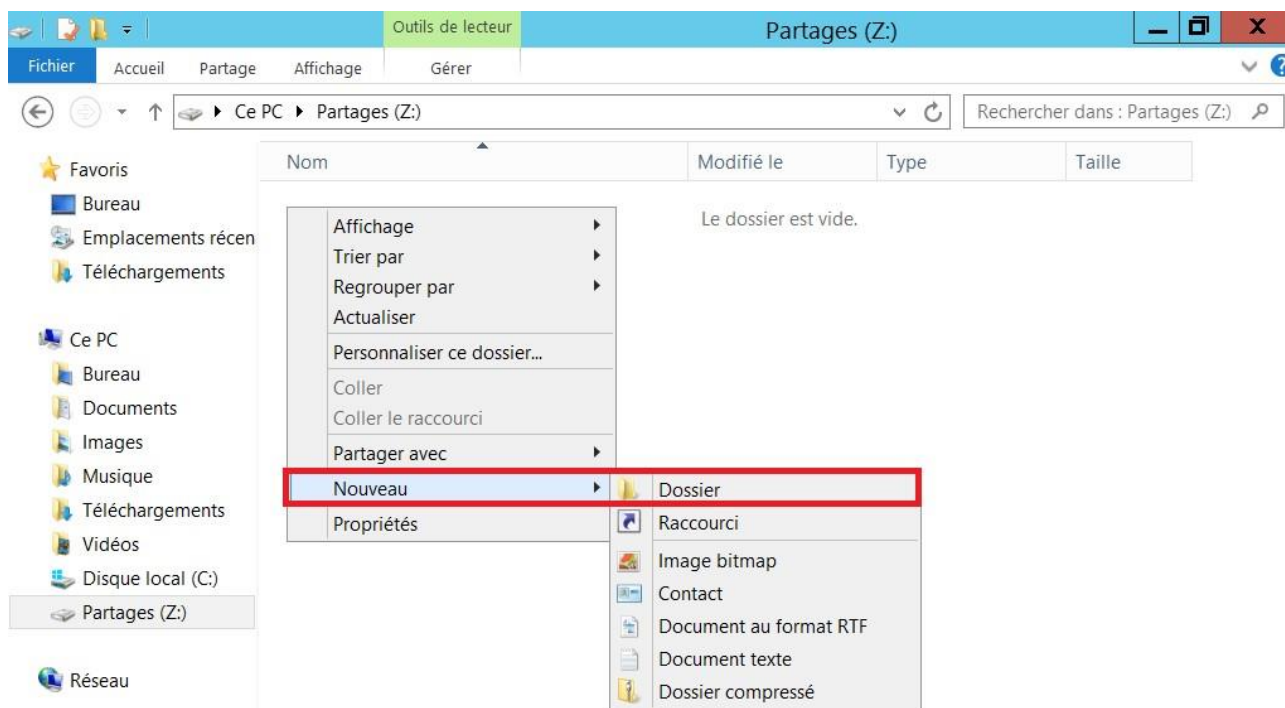 Outils de lecteur
Partages (Z:)
Fichier Accueil Partage Affichage Gérer
Ce PC Partages (Z:)
Rechercher dans : Partages (Z:)
Nom Modifié le Type Taille
Le dossier est vide.
Favoris
Bureau
Emplacements récen
Téléchargements
Ce PC
Bureau
Documents
Images
Musique
Téléchargements
Vidéos
Disque local (C:)
Partages (Z:)
Réseau
Affichage
Trier par
Regrouper par
Actualiser
Personnaliser ce dossier...
Coller
Coller le raccourci
Partager avec
Nouveau
Propriétés
Dossier
Raccourci
Image bitmap
Contact
Document au format RTF
Document texte
Dossier compressé